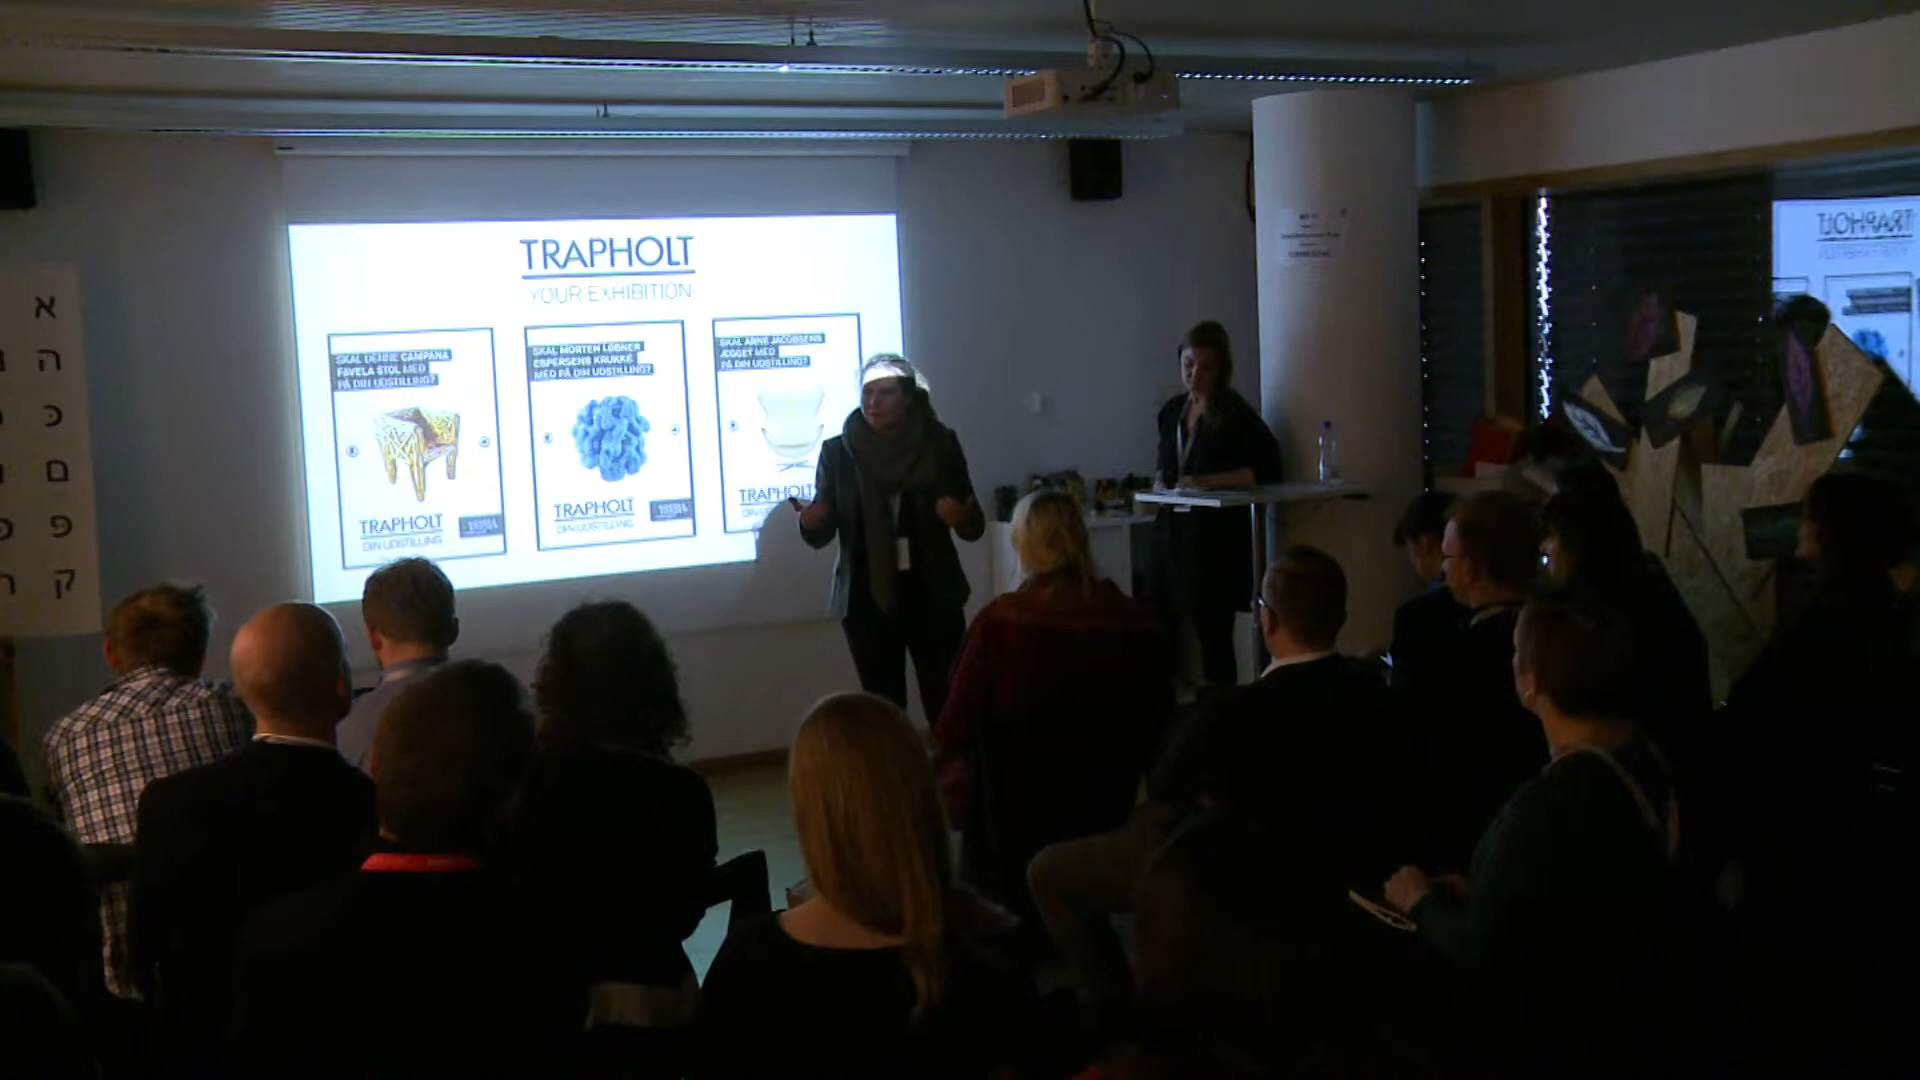 TRAPHOLT
YOUR EXHIBITION
SKAL DENNE CAMPANA
FAVELA STOL MED
PÅ DIN UDSTILLING?
TRAPHOLT
DIN UDSTILLING
SKAL MORTEN LØBNER
ESPERSENS KRUKKE
MED PÅ DIN UDSTILLING?
TRAPHOLT
DIN UDSTILLING
SKAL ARNE JACOBSENS
ÆGGET MED
PÅ DIN UDSTILLING?
TRAPHOLT
א
ה
כ
ם
פ
ק
TRAPHOLT